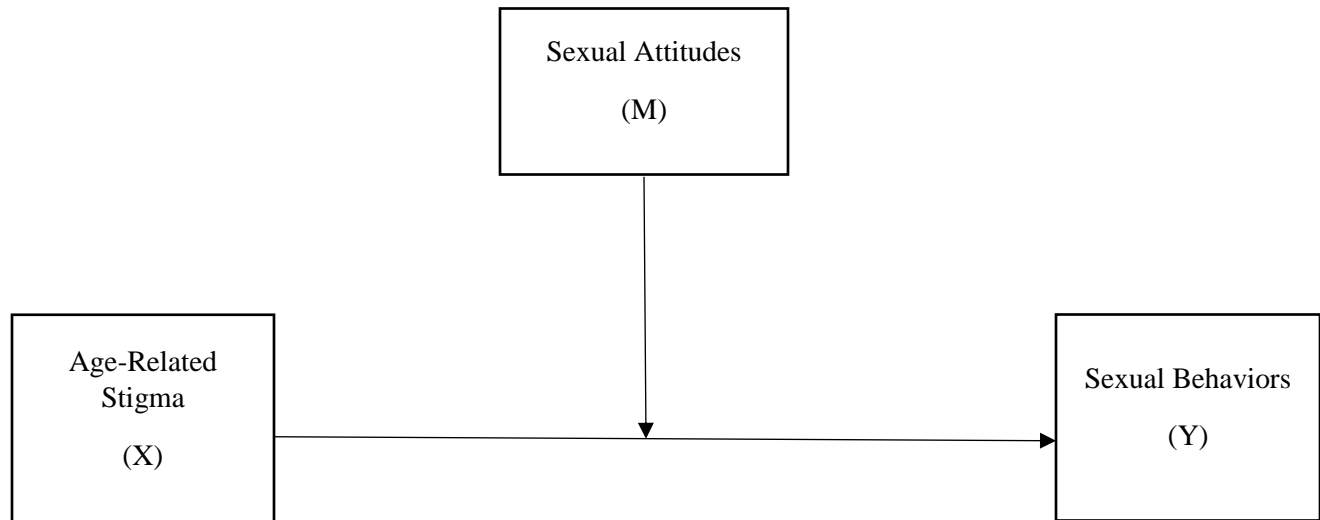 Sexual Attitudes
(M)
Age-Related
Stigma
(X)
Sexual Behaviors
(Y)